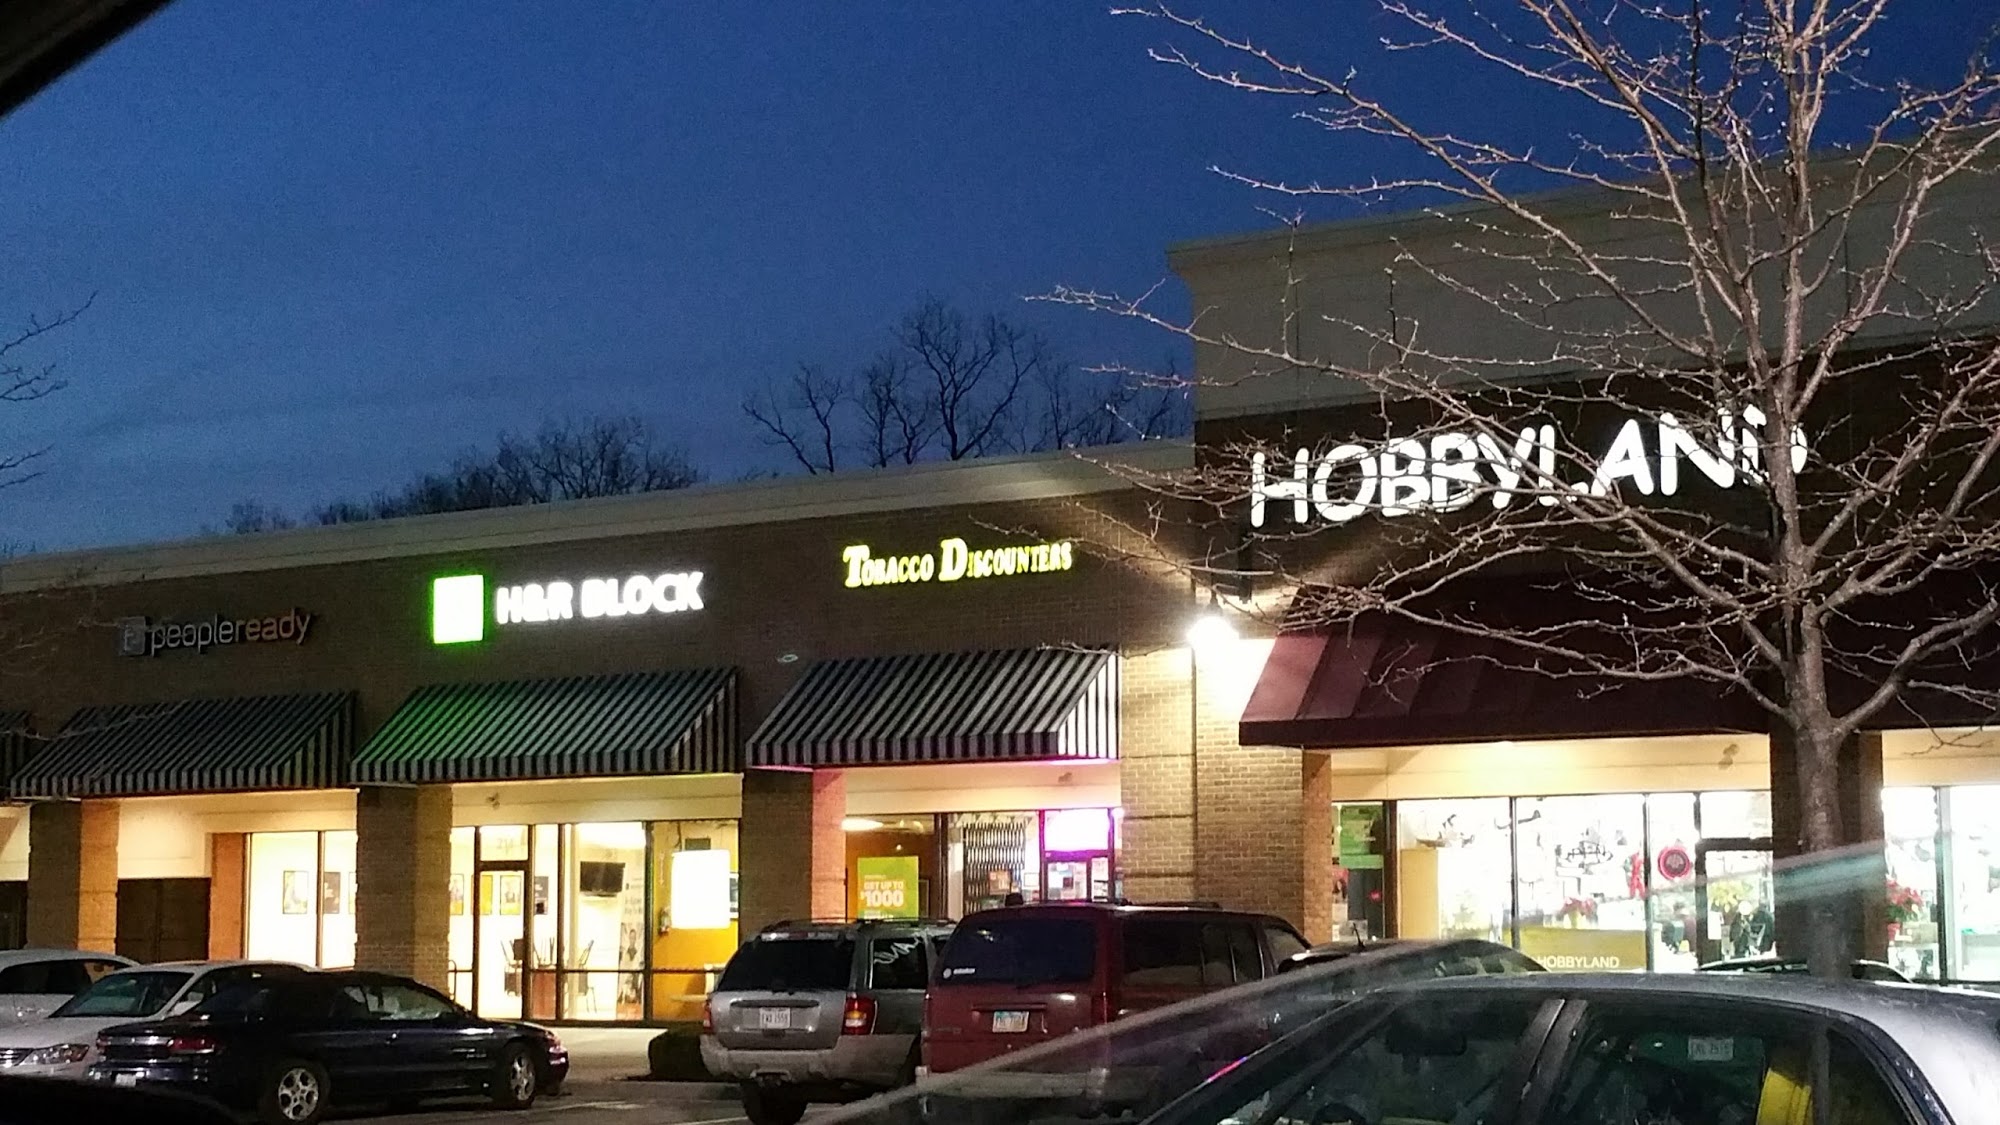 peopleready
H&R BLOCK
TOBACCO DISCOUNTERS
HOBBYLAND
GET UP TO
$1000
HOBBYLAND